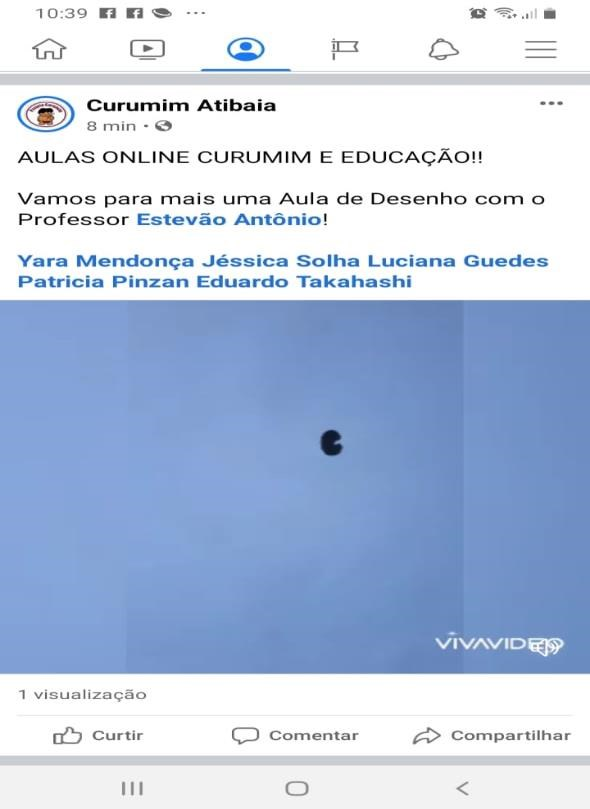 10:39
Curumim Atibaia
8 min
AULAS ONLINE CURUMIM E EDUCAÇÃO!!
Vamos para mais uma Aula de Desenho com o
Professor Estevão Antônio!
Yara Mendonça Jéssica Solha Luciana Guedes
Patricia Pinzan Eduardo Takahashi
VIVAVIDEO
1 visualização
Curtir Comentar Compartilhar